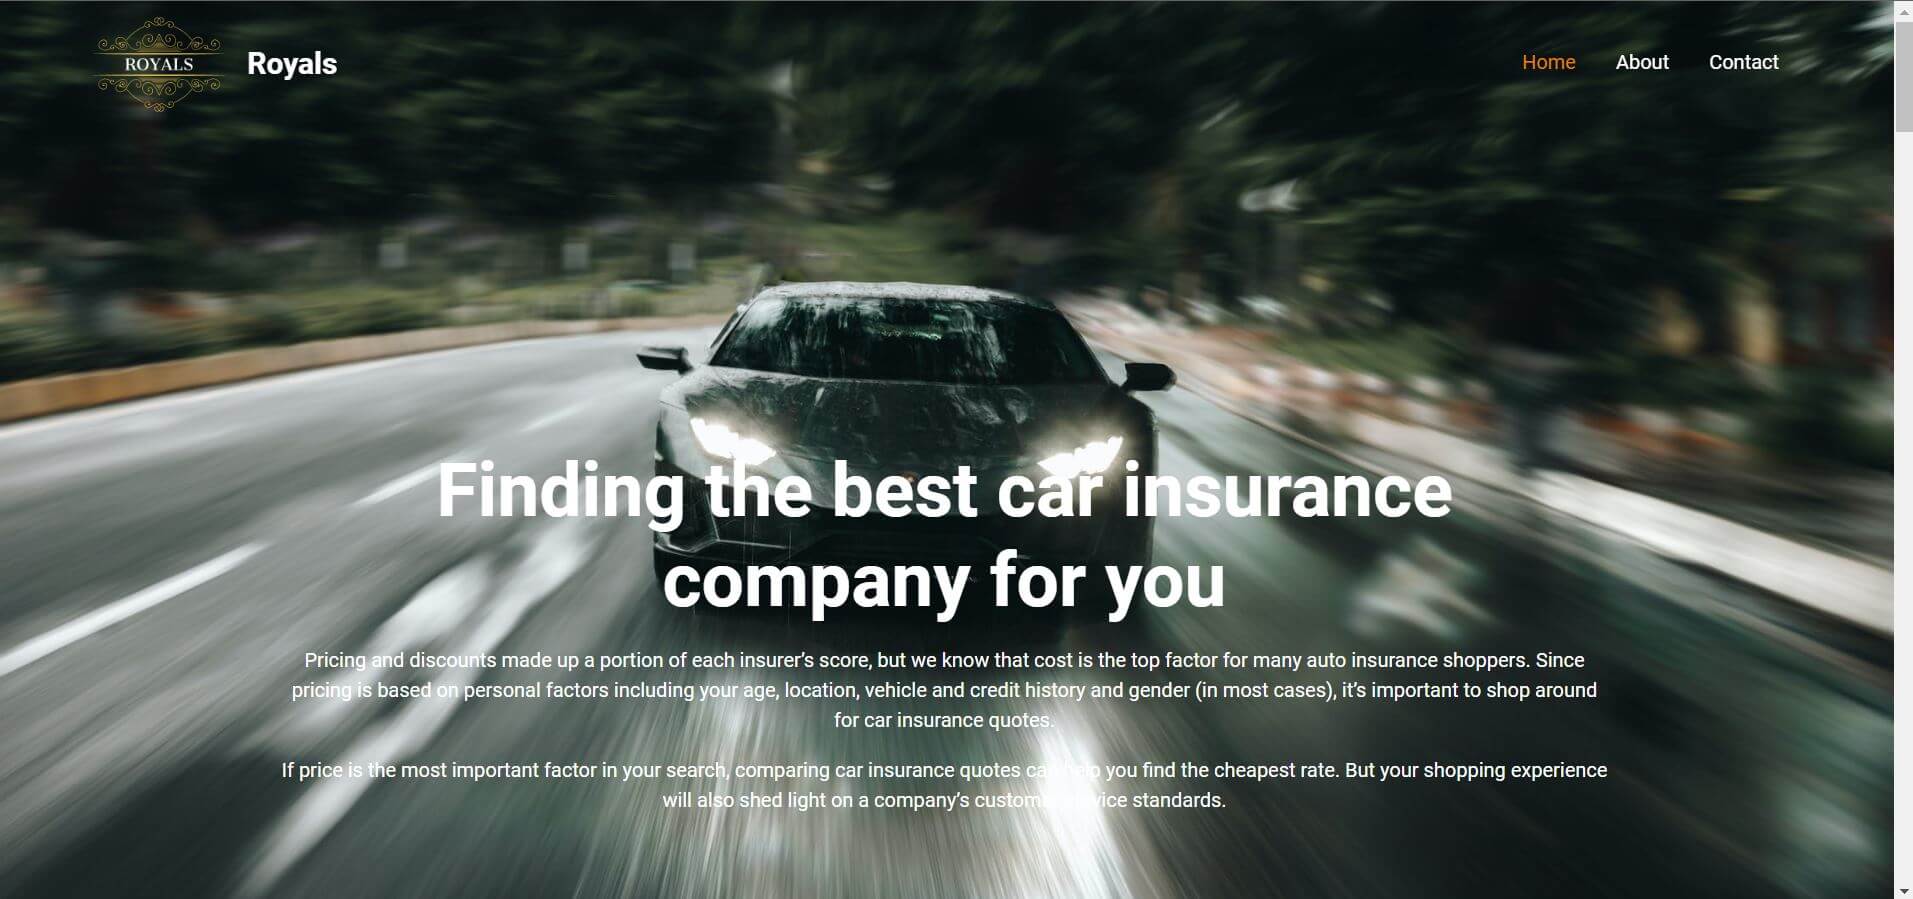 ROYALS
Royals
Home
About
Contact
Finding the best car insurance
company for you
Pricing and discounts made up a portion of each insurer’s score, but we know that cost is the top factor for many auto insurance shoppers. Since
pricing is based on personal factors including your age, location, vehicle and credit history and gender (in most cases), it’s important to shop around
for car insurance quotes.
If price is the most important factor in your search, comparing car insurance quotes can help you find the cheapest rate. But your shopping experience
will also shed light on a company’s customer service standards.